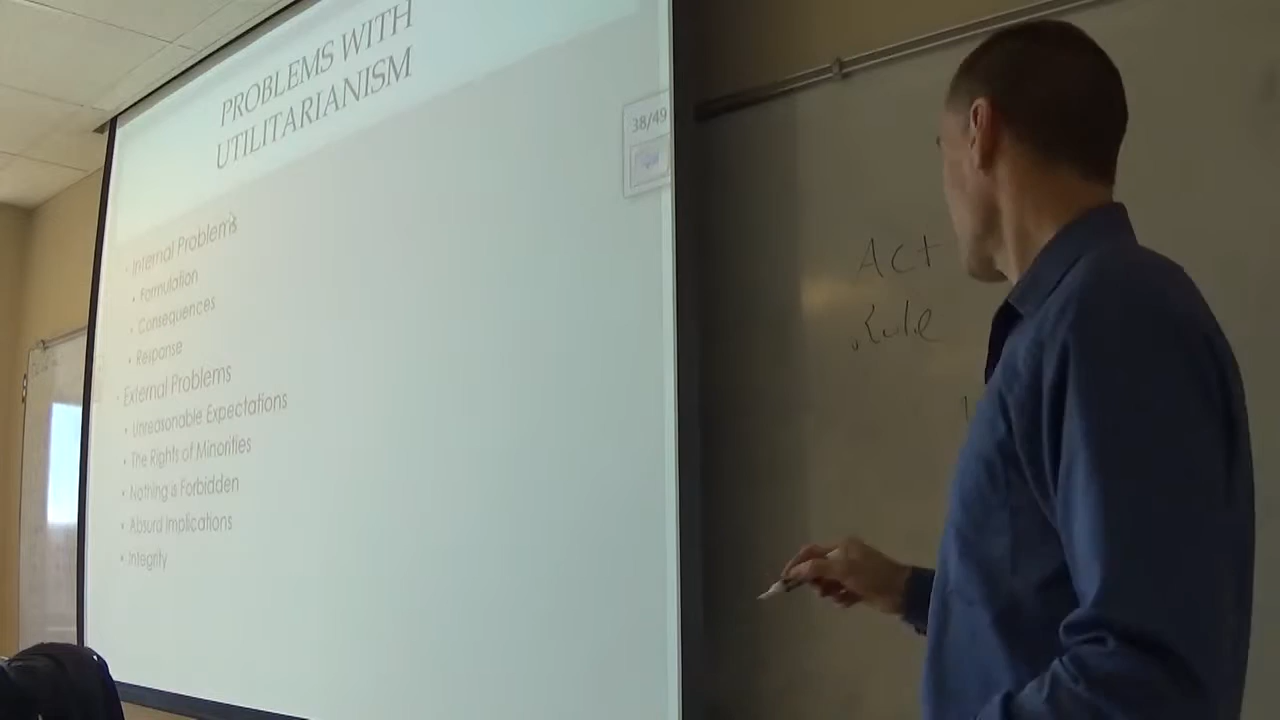 PROBLEMS WITH
UTILITARIANISM
38/49
• Internal Problems
• Formulation
• Consequences
• Response
• External Problems
• Unreasonable Expectations
• The Rights of Minorities
• Nothing is Forbidden
• Absurd Implications
• Integrity
Act
Rule